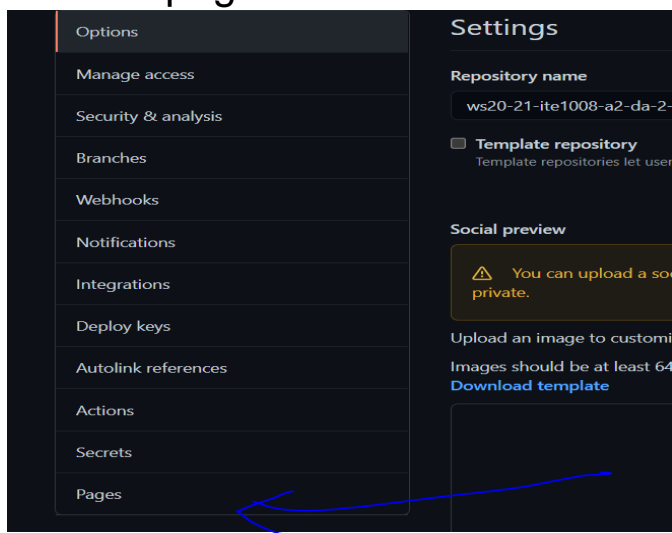 Options
Manage access
Security & analysis
Branches
Webhooks
Notifications
Integrations
Deploy keys
Autolink references
Actions
Secrets
Pages
Settings
Repository name
ws20-21-ite1008-a2-da-2-
Template repository
Template repositories let user
Social preview
You can upload a soc
private.
Upload an image to customi
Images should be at least 64
Download template